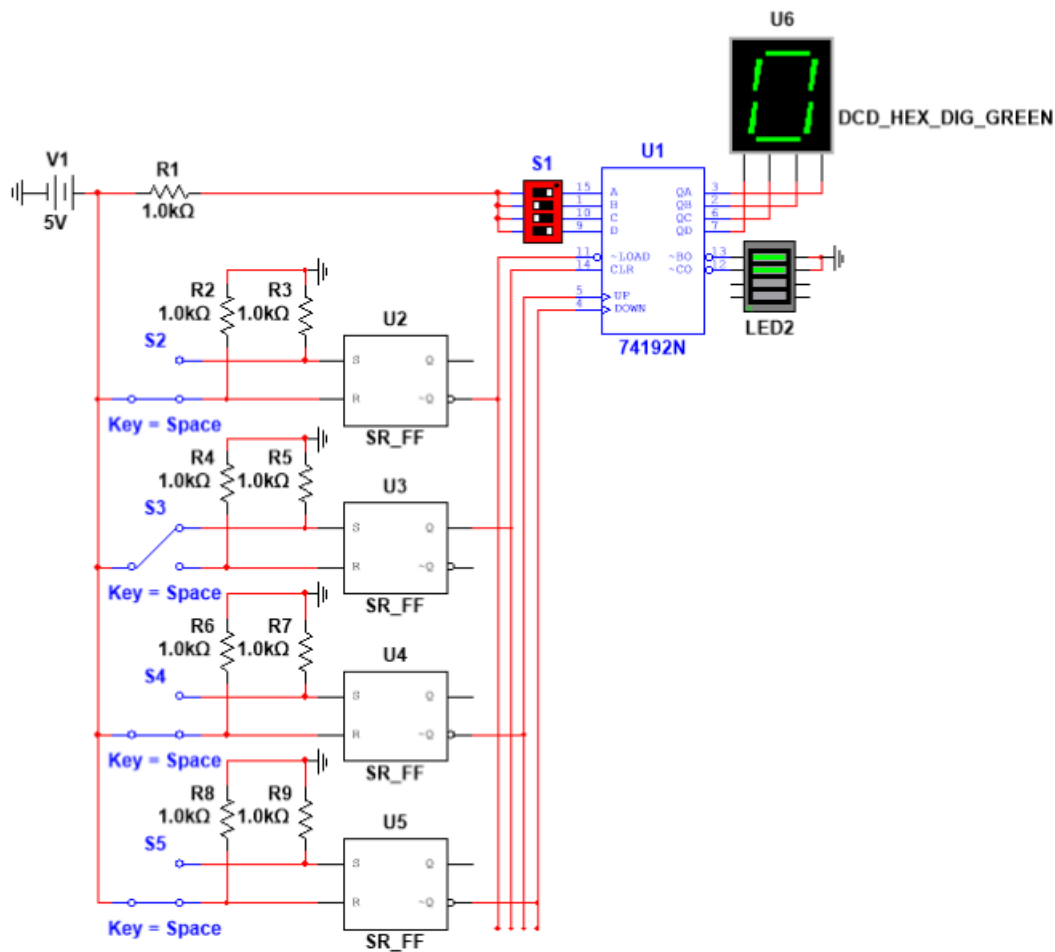 U6
DCD_HEX_DIG_GREEN
V1
5V
R1
1.0kΩ
S1
U1
15 A QA 3
1 B QB 2
10 C QC 6
9 D QD 7
11 ~LOAD ~BO 13
14 CLR ~CO 12
5 UP
4 DOWN
74192N
LED2
R2
1.0kΩ
R3
1.0kΩ
S2
Key = Space
U2
S Q
R ~Q
SR_FF
R4
1.0kΩ
R5
1.0kΩ
S3
Key = Space
U3
S Q
R ~Q
SR_FF
R6
1.0kΩ
R7
1.0kΩ
S4
Key = Space
U4
S Q
R ~Q
SR_FF
R8
1.0kΩ
R9
1.0kΩ
S5
Key = Space
U5
S Q
R ~Q
SR_FF